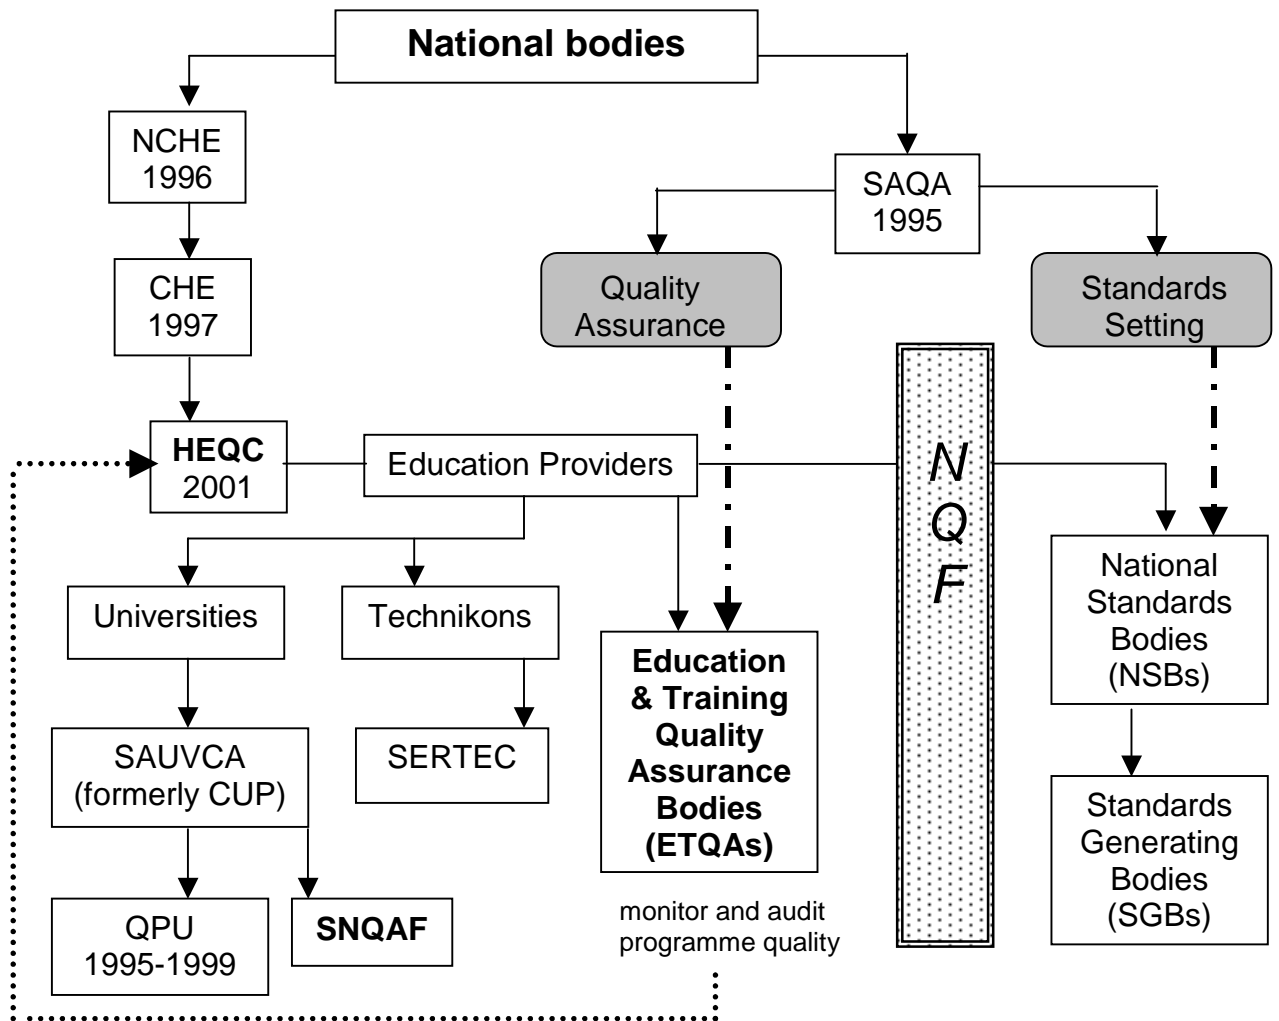 National bodies
NCHE
1996
SAQA
1995
CHE
1997
Quality
Assurance
Standards
Setting
HEQC
2001
Education Providers
N
Q
F
National
Standards
Bodies
(NSBs)
Universities
Technikons
Education
& Training
Quality
Assurance
Bodies
(ETQAs)
SAUVCA
(formerly CUP)
SERTEC
Standards
Generating
Bodies
(SGBs)
QPU
1995-1999
SNQAF
monitor and audit
programme quality